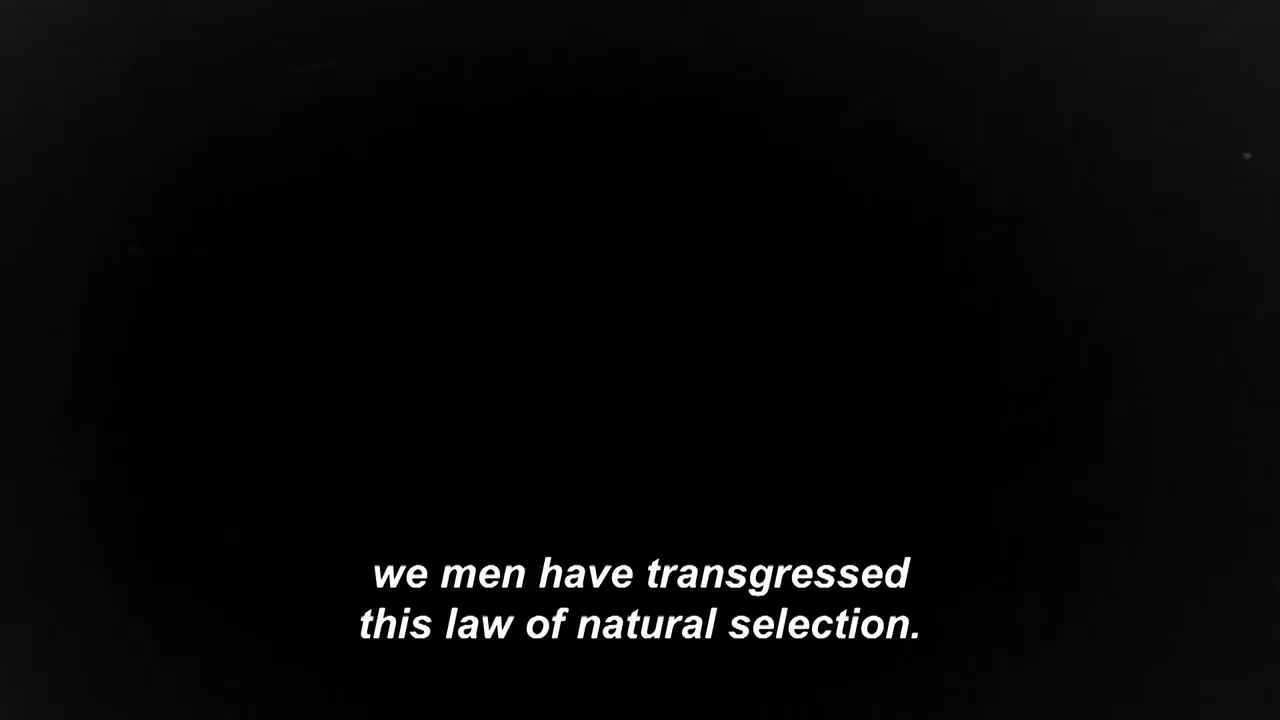 we men have transgressed
this law of natural selection.